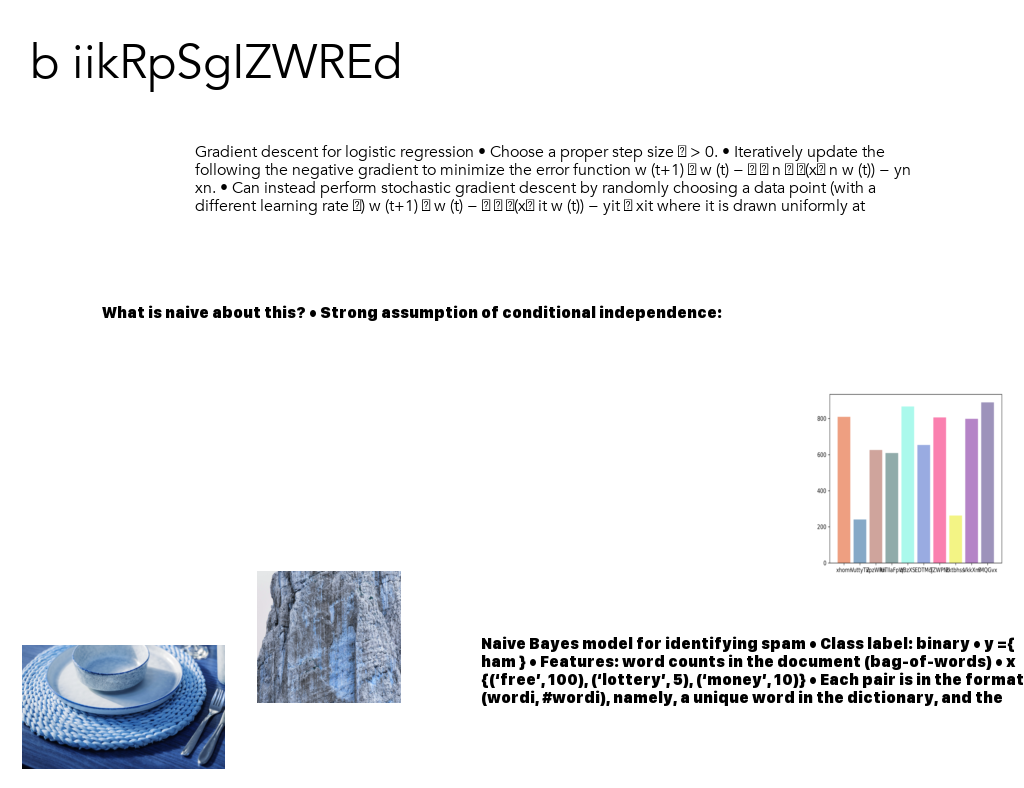 b iikRpSgIZWREd
Gradient descent for logistic regression • Choose a proper step size > 0. • Iteratively update the
following the negative gradient to minimize the error function w (t+1) w (t) − n (x n w (t)) − yn
xn. • Can instead perform stochastic gradient descent by randomly choosing a data point (with a
different learning rate ) w (t+1) w (t) − (x it w (t)) − yit xit where it is drawn uniformly at
What is naive about this? • Strong assumption of conditional independence:
800
600
400
200
0
Naive Bayes model for identifying spam • Class label: binary • y ={
ham } • Features: word counts in the document (bag-of-words) • x
{(‘free’, 100), (‘lottery’, 5), (‘money’, 10)} • Each pair is in the format
(wordi, #wordi), namely, a unique word in the dictionary, and the